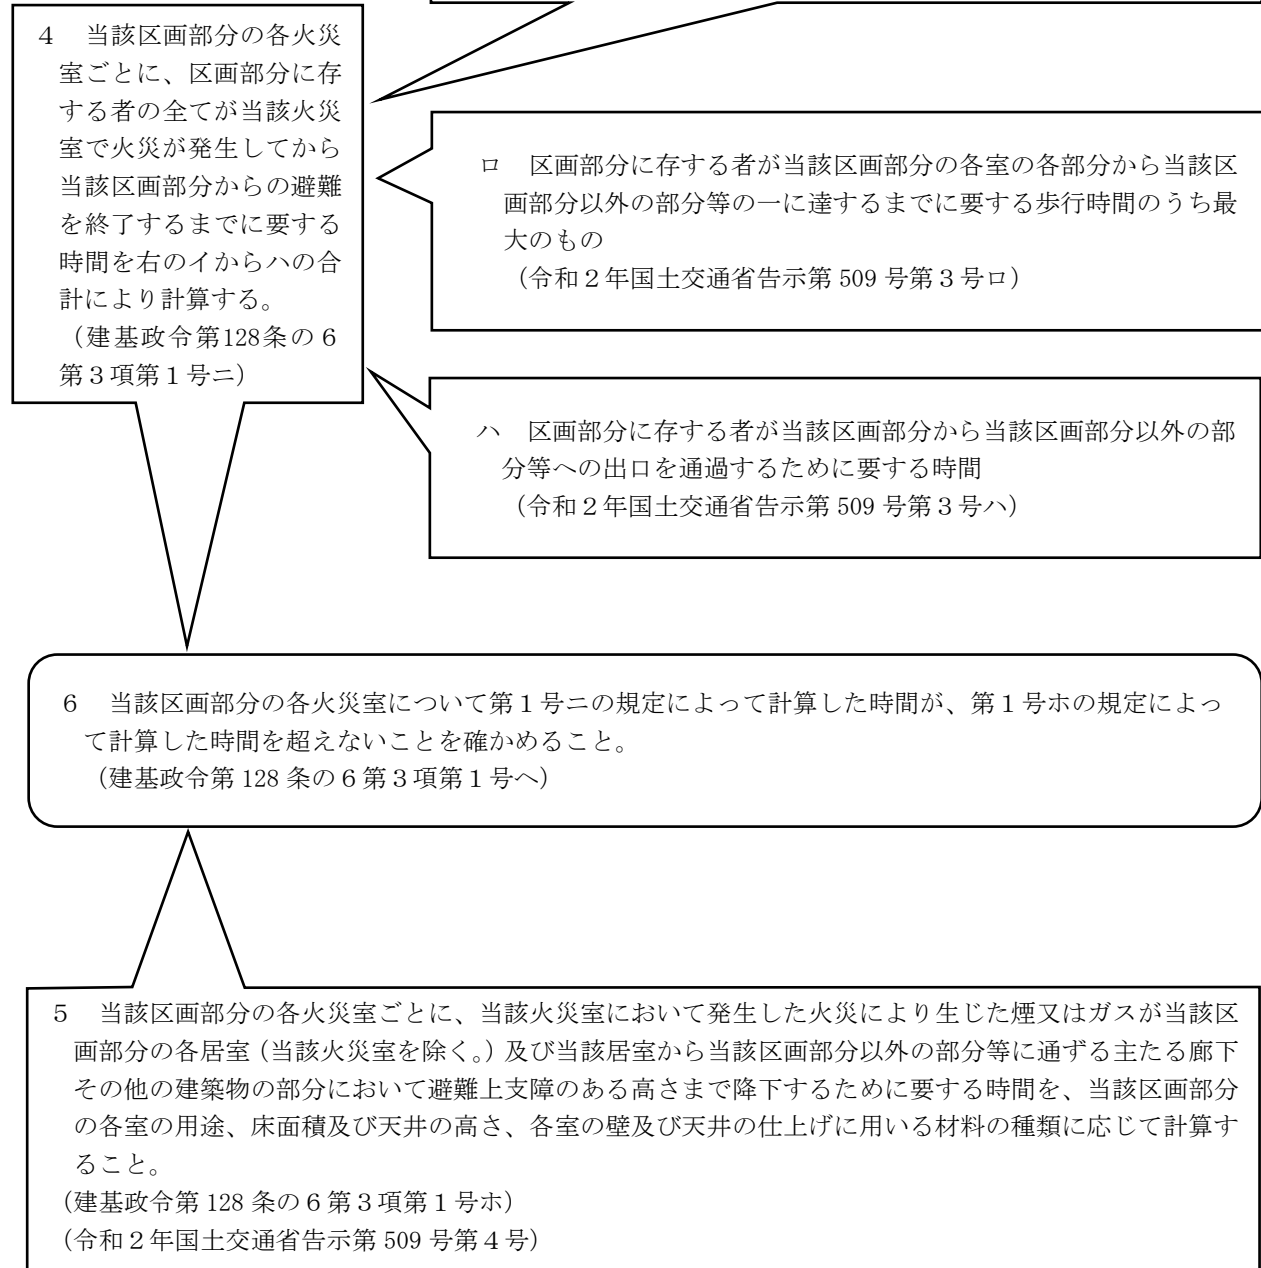 ４　当該区画部分の各火災
室ごとに、区画部分に存
する者の全てが当該火災
室で火災が発生してから
当該区画部分からの避難
を終了するまでに要する
時間を右のイからハの合
計により計算する。
（建基政令第128条の６
第３項第１号ニ）
ロ　区画部分に存する者が当該区画部分の各室の各部分から当該区
画部分以外の部分等の一に達するまでに要する歩行時間のうち最
大のもの
（令和２年国土交通省告示第 509 号第３号ロ）
ハ　区画部分に存する者が当該区画部分から当該区画部分以外の部
分等への出口を通過するために要する時間
（令和２年国土交通省告示第 509 号第３号ハ）
６　当該区画部分の各火災室について第１号ニの規定によって計算した時間が、第１号ホの規定によっ
て計算した時間を超えないことを確かめること。
（建基政令第 128 条の６第３項第１号ヘ）
５　当該区画部分の各火災室ごとに、当該火災室において発生した火災により生じた煙又はガスが当該区
画部分の各居室（当該火災室を除く。）及び当該居室から当該区画部分以外の部分等に通ずる主たる廊下
その他の建築物の部分において避難上支障のある高さまで降下するために要する時間を、当該区画部分
の各室の用途、床面積及び天井の高さ、各室の壁及び天井の仕上げに用いる材料の種類に応じて計算す
ること。
（建基政令第 128 条の６第３項第１号ホ）
（令和２年国土交通省告示第 509 号第４号）